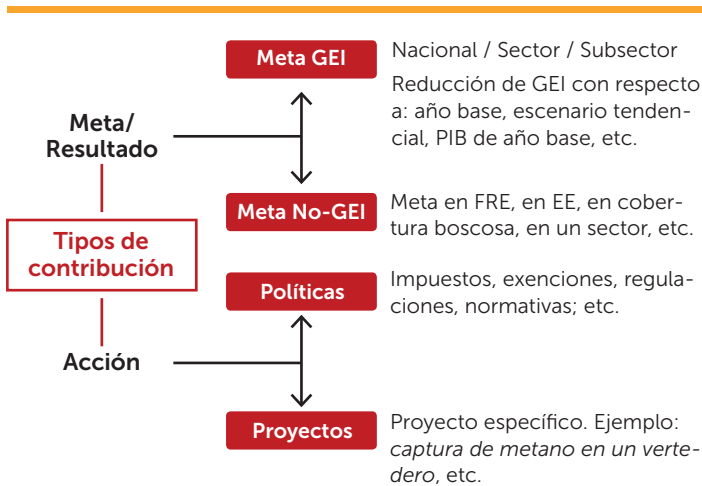 Meta GEI
Nacional / Sector / Subsector
Reducción de GEI con respecto
a: año base, escenario tenden-
cial, PIB de año base, etc.
Meta/
Resultado
Meta No-GEI
Meta en FRE, en EE, en cober-
tura boscosa, en un sector, etc.
Tipos de
contribución
Políticas
Impuestos, exenciones, regula-
ciones, normativas; etc.
Acción
Proyectos
Proyecto específico. Ejemplo:
captura de metano en un verte-
dero, etc.